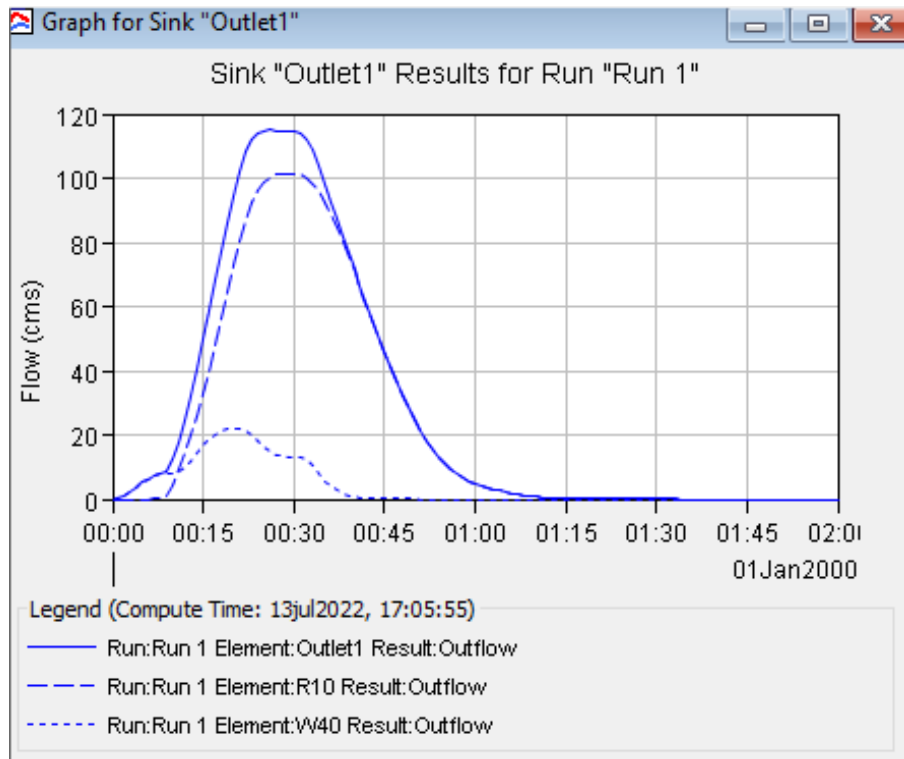 Graph for Sink "Outlet1"
Sink "Outlet1" Results for Run "Run 1"
120
100
80
60
40
20
0
Flow (cms)
00:00 00:15 00:30 00:45 01:00 01:15 01:30 01:45 02:0
01Jan2000
Legend (Compute Time: 13jul2022, 17:05:55)
Run:Run 1 Element:Outlet1 Result:Outflow
Run:Run 1 Element:R10 Result:Outflow
Run:Run 1 Element:W40 Result:Outflow